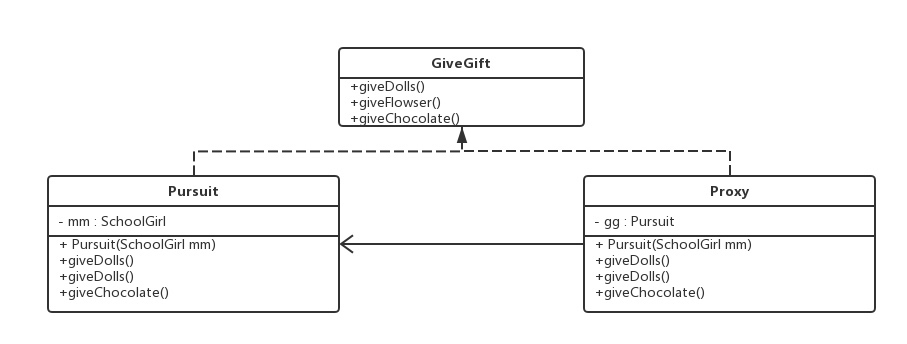 GiveGift
+giveDolls()
+giveFlowser()
+giveChocolate()
Pursuit
- mm : SchoolGirl
+ Pursuit(SchoolGirl mm)
+giveDolls()
+giveDolls()
+giveChocolate()
Proxy
- gg : Pursuit
+ Pursuit(SchoolGirl mm)
+giveDolls()
+giveDolls()
+giveChocolate()